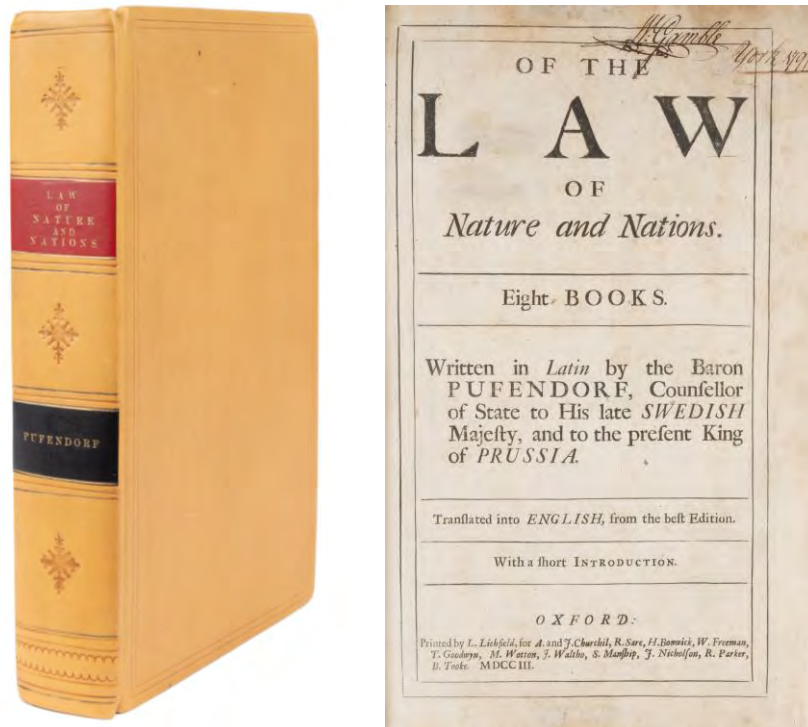 LAW
OF
NATURE
AND
NATIONS
PUFENDORF
W. Gamble
York
OF THE
LAW
OF
Nature and Nations.
Eight BOOKS.
Written in Latin by the Baron
PUFENDORF, Counſellor
of State to His late SWEDISH
Majeſty, and to the preſent King
of PRUSSIA.
Tranſlated into ENGLISH, from the beſt Edition.
With a ſhort INTRODUCTION.
OXFORD:
Printed by L. Lichfield, for A. and J. Churchil, R. Sare, H. Bonwick, W. Freeman,
T. Goodwyn, M. Wotton, J. Waltho, S. Manſhip, J. Nicholſon, R. Parker,
B. Tooke. MDCCIII.